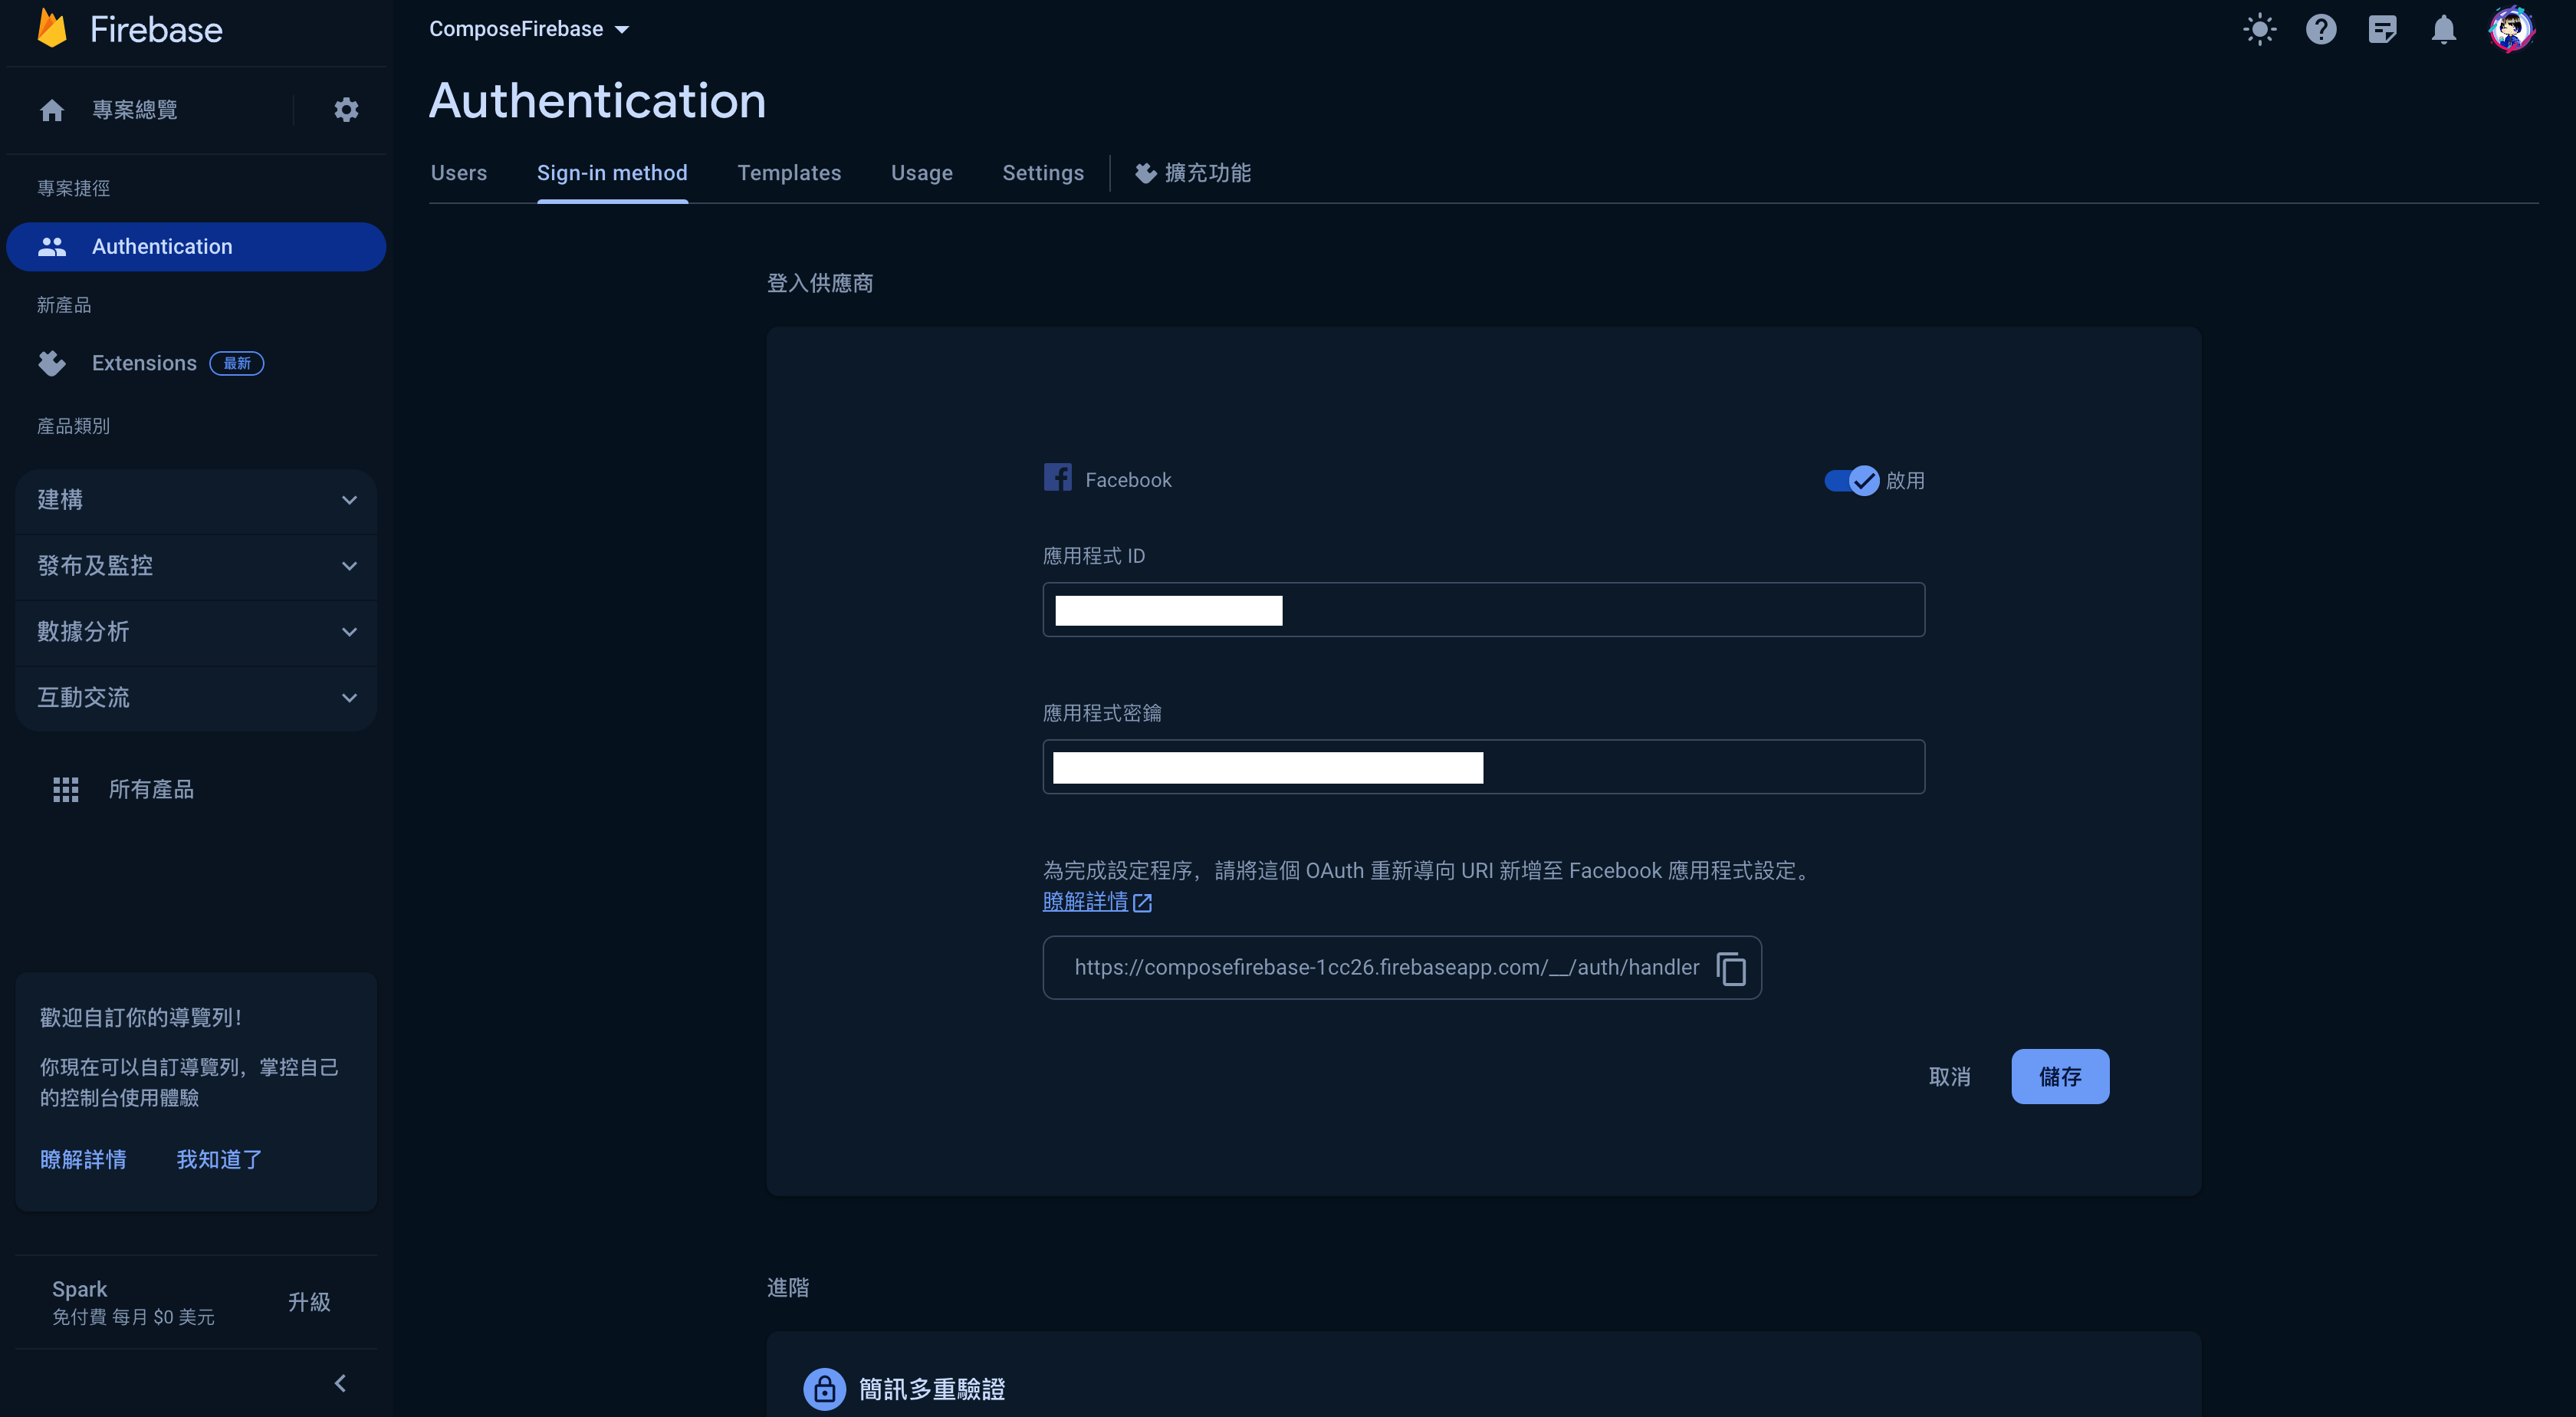 Firebase
專案總覽
專案捷徑
Authentication
新產品
Extensions 最新
產品類別
建構
發布及監控
數據分析
互動交流
所有產品
歡迎自訂你的導覽列！
你現在可以自訂導覽列，掌控自己
的控制台使用體驗
瞭解詳情 我知道了
Spark
免付費 每月 $0 美元
升級
ComposeFirebase
Authentication
Users Sign-in method Templates Usage Settings 擴充功能
登入供應商
Facebook 啟用
應用程式 ID
應用程式密鑰
為完成設定程序，請將這個 OAuth 重新導向 URI 新增至 Facebook 應用程式設定。
瞭解詳情
https://composefirebase-1cc26.firebaseapp.com/__/auth/handler
取消 儲存
進階
簡訊多重驗證